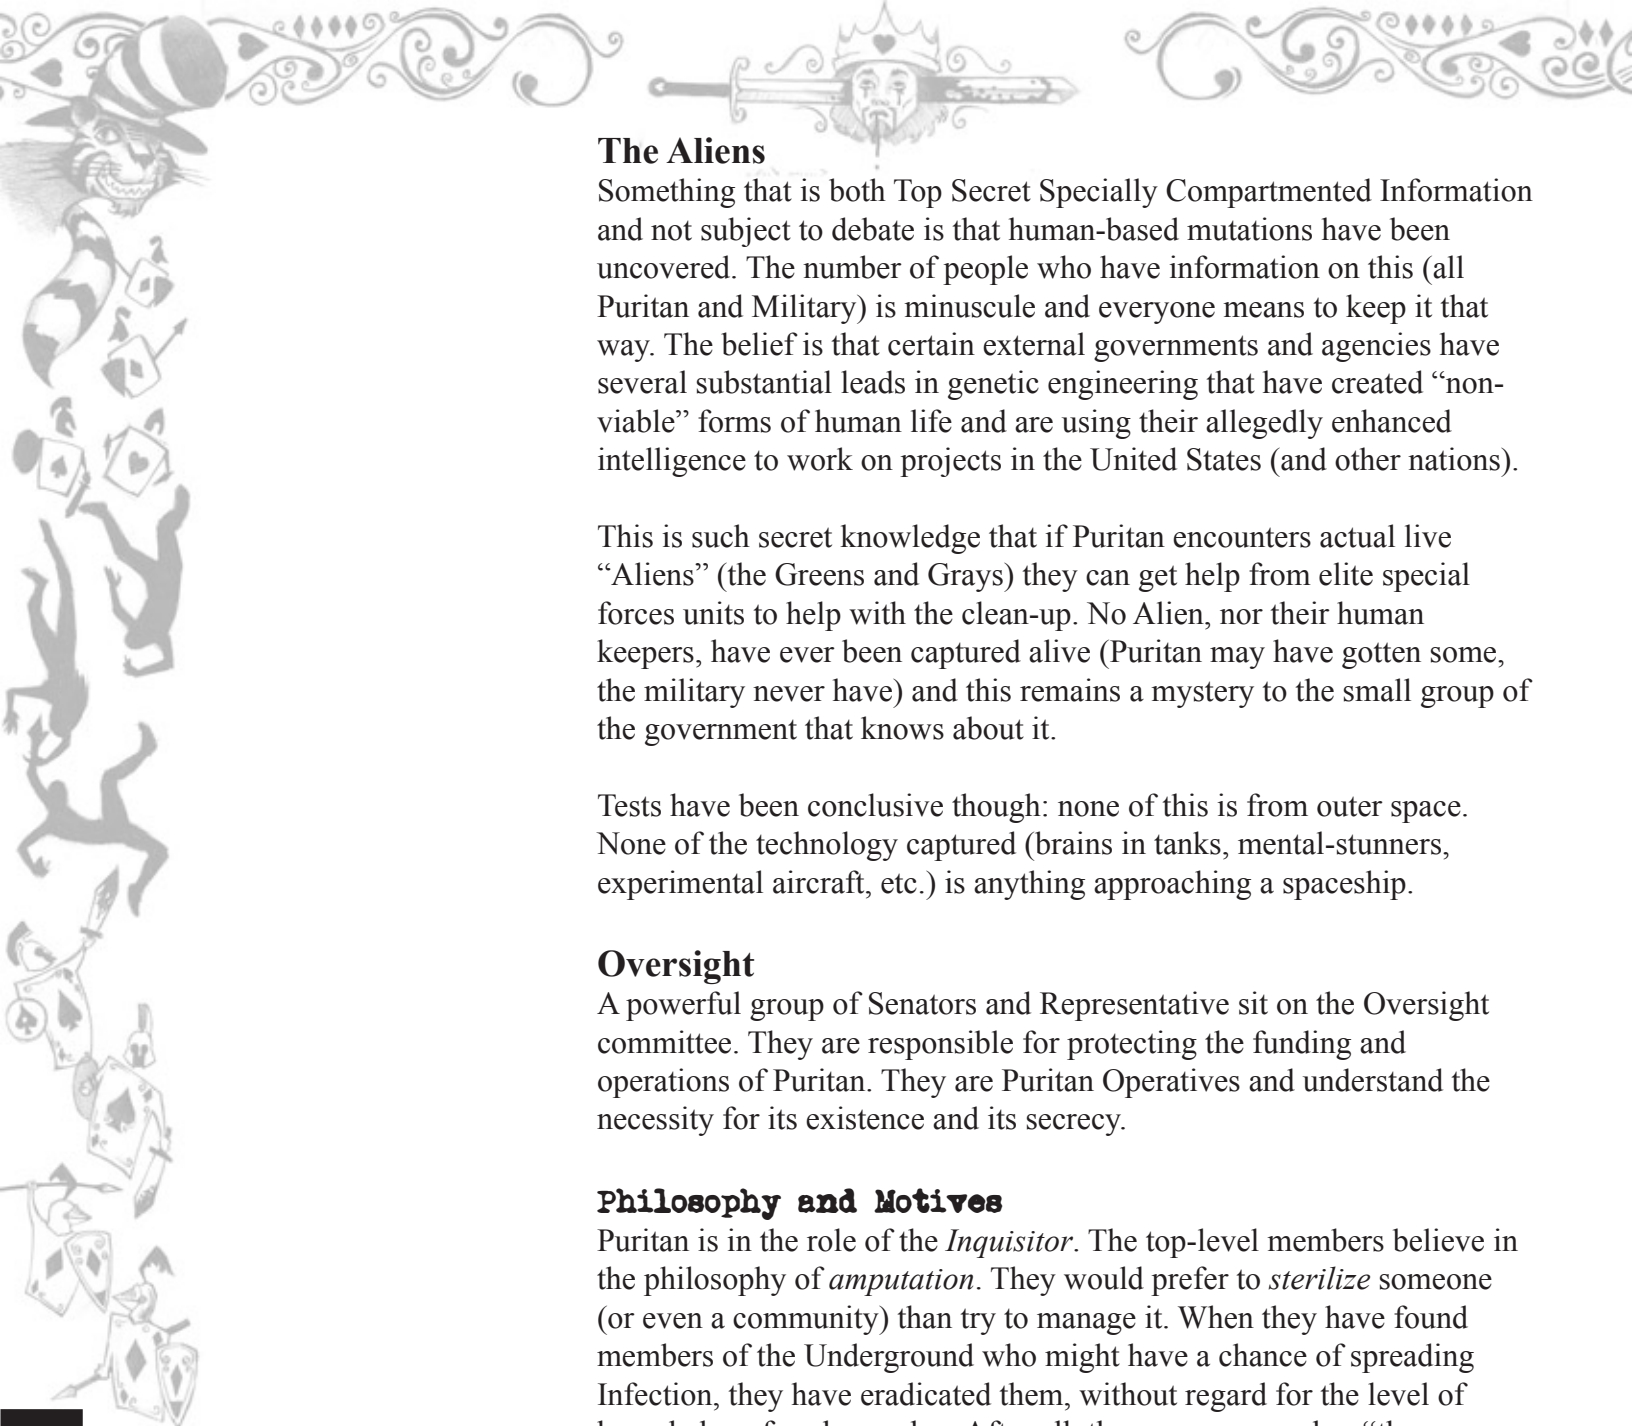 The Aliens
Something that is both Top Secret Specially Compartmented Information
and not subject to debate is that human-based mutations have been
uncovered. The number of people who have information on this (all
Puritan and Military) is minuscule and everyone means to keep it that
way. The belief is that certain external governments and agencies have
several substantial leads in genetic engineering that have created “non-
viable” forms of human life and are using their allegedly enhanced
intelligence to work on projects in the United States (and other nations).
This is such secret knowledge that if Puritan encounters actual live
“Aliens” (the Greens and Grays) they can get help from elite special
forces units to help with the clean-up. No Alien, nor their human
keepers, have ever been captured alive (Puritan may have gotten some,
the military never have) and this remains a mystery to the small group of
the government that knows about it.
Tests have been conclusive though: none of this is from outer space.
None of the technology captured (brains in tanks, mental-stunners,
experimental aircraft, etc.) is anything approaching a spaceship.
Oversight
A powerful group of Senators and Representative sit on the Oversight
committee. They are responsible for protecting the funding and
operations of Puritan. They are Puritan Operatives and understand the
necessity for its existence and its secrecy.
Philosophy and Motives
Puritan is in the role of the Inquisitor. The top-level members believe in
the philosophy of amputation. They would prefer to sterilize someone
(or even a community) than try to manage it. When they have found
members of the Underground who might have a chance of spreading
Infection, they have eradicated them, without regard for the level of